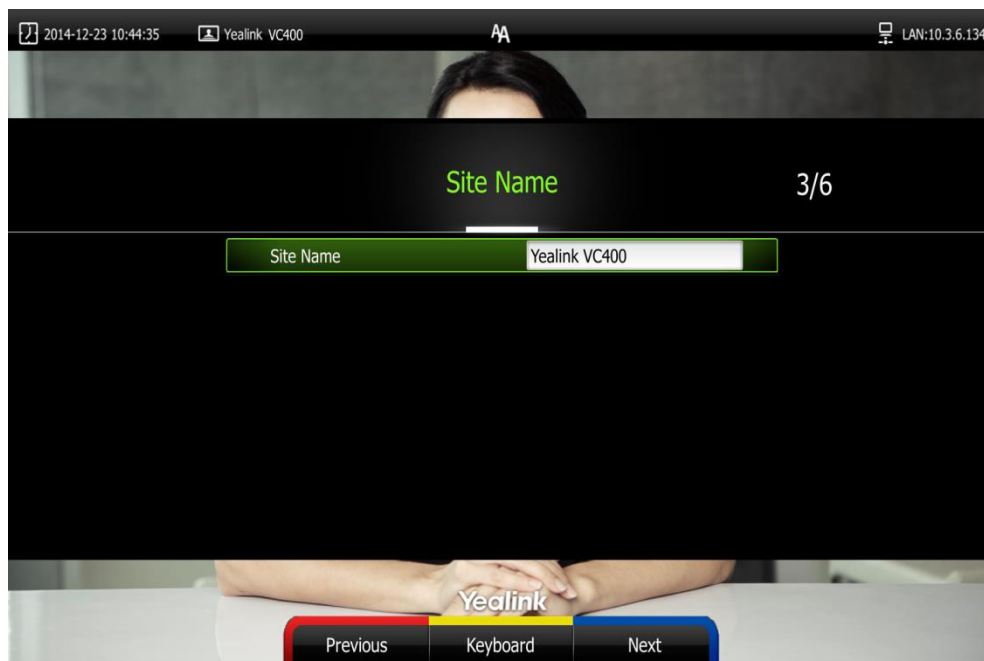 2014-12-23 10:44:35 Yealink VC400 AA LAN:10.3.6.134
Site Name 3/6
Site Name Yealink VC400
Yealink
Previous Keyboard Next